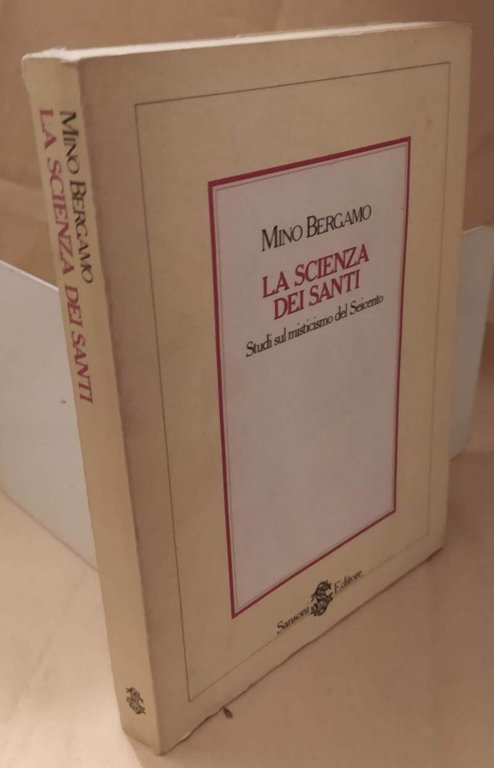 MINO BERGAMO
LA SCIENZA DEI SANTI
MINO BERGAMO
LA SCIENZA
DEI SANTI
Studi sul misticismo del Seicento
Sansoni Editore